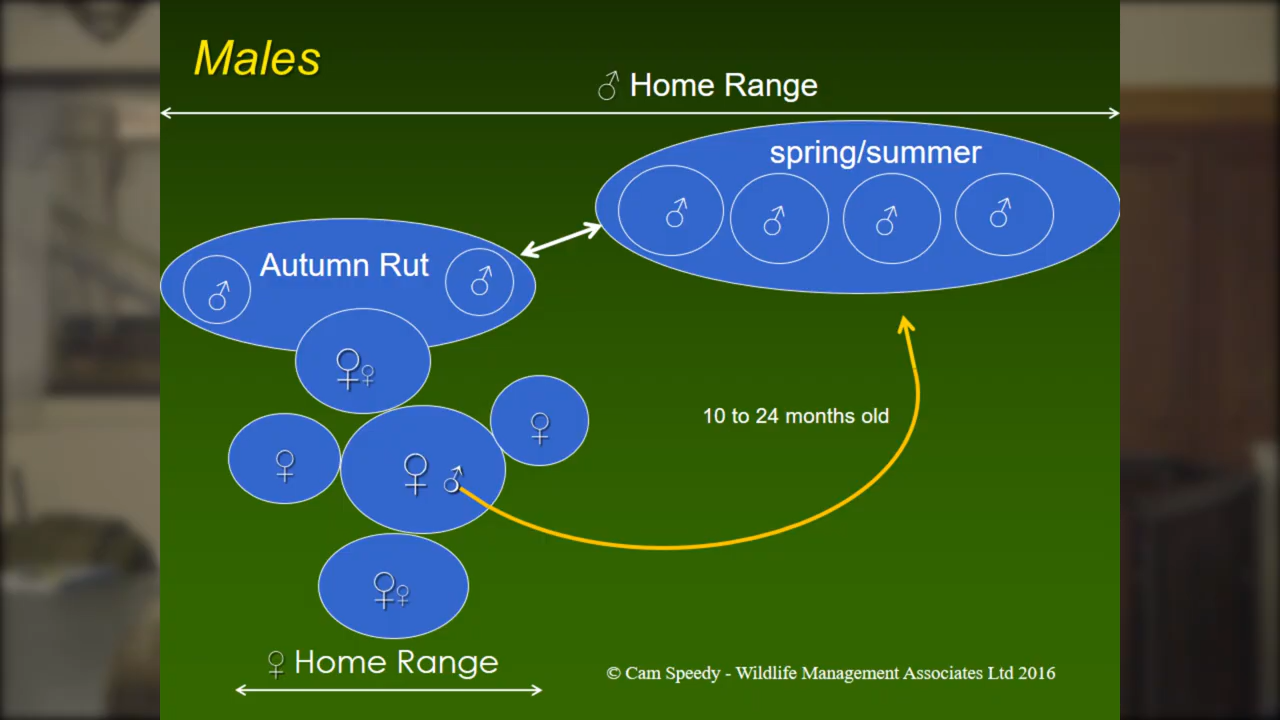 Males
♂ Home Range
spring/summer
♂ ♂ ♂ ♂
Autumn Rut
♂ ♂
♀♀
♀
♀
♀ ♂
♀♀
10 to 24 months old
♀ Home Range
© Cam Speedy - Wildlife Management Associates Ltd 2016